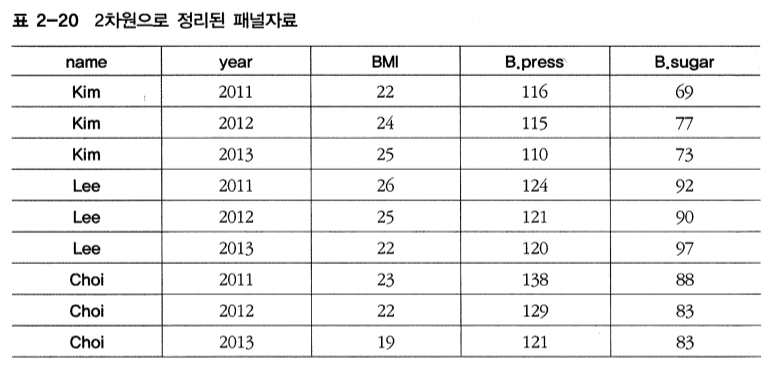 표 2-20 2차원으로 정리된 패널자료
name year BMI B.press B.sugar
Kim 2011 22 116 69
Kim 2012 24 115 77
Kim 2013 25 110 73
Lee 2011 26 124 92
Lee 2012 25 121 90
Lee 2013 22 120 97
Choi 2011 23 138 88
Choi 2012 22 129 83
Choi 2013 19 121 83